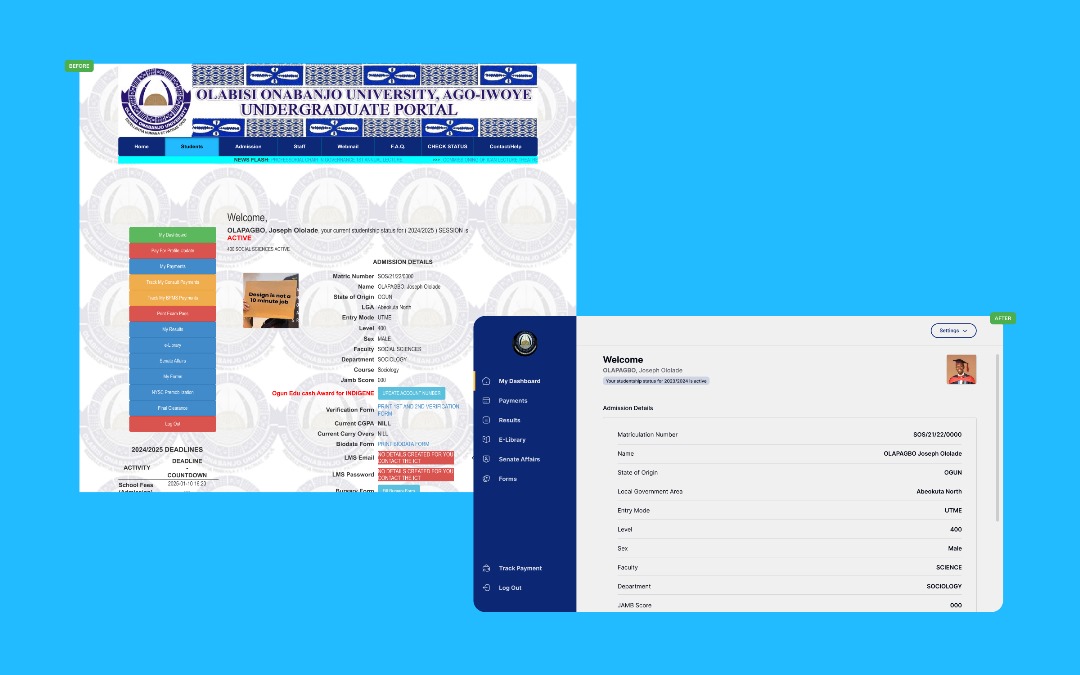 BEFORE
OLABISI ONABANJO UNIVERSITY, AGO-IWOYE
UNDERGRADUATE PORTAL
Home Students Admission Staff Webmail F.A.Q. CHECK STATUS Contact/Help
NEWS FLASH
Welcome,
OLAPAGBO, Joseph Ololade, your current studentship status for ( 2024/2025 ) SESSION is
ACTIVE
400 SOCIAL SCIENCES ACTIVE
My Dashboard
Pay For Profile Update
My Payments
Track My Consult Payments
Track My BPMS Payments
Print Exam Pass
My Results
e-Library
Senate Affairs
My Forms
NYSC Premobilization
Final Clearance
Log Out
2024/2025 DEADLINES
ACTIVITY
DEADLINE
-
COUNTDOWN
School Fees
2025-01-10 16:23
Design is not a
10 minute job
ADMISSION DETAILS
Matric Number SOS/21/22/0300
Name OLAPAGBO, Joseph Ololade
State of Origin OGUN
LGA Abeokuta North
Entry Mode UTME
Level 400
Sex MALE
Faculty SOCIAL SCIENCES
Department SOCIOLOGY
Course Sociology
Jamb Score 000
Ogun Edu cash Award for INDIGENE UPDATE ACCOUNT NUMBER
Verification Form PRINT 1ST AND 2ND VERIFICATION
FORM
Current CGPA NILL
Current Carry Overs NILL
Biodata Form PRINT BIODATA FORM
LMS Email NO DETAILS CREATED FOR YOU
CONTACT THE ICT
LMS Password NO DETAILS CREATED FOR YOU
CONTACT THE ICT
Bursary Form
AFTER
Settings
My Dashboard
Payments
Results
E-Library
Senate Affairs
Forms
Track Payment
Log Out
Welcome
OLAPAGBO, Joseph Ololade
Your studentship status for 2023/2024 is active
Admission Details
Matriculation Number SOS/21/22/0000
Name OLAPAGBO Joseph Ololade
State of Origin OGUN
Local Government Area Abeokuta North
Entry Mode UTME
Level 400
Sex Male
Faculty SCIENCE
Department SOCIOLOGY
JAMB Score 000